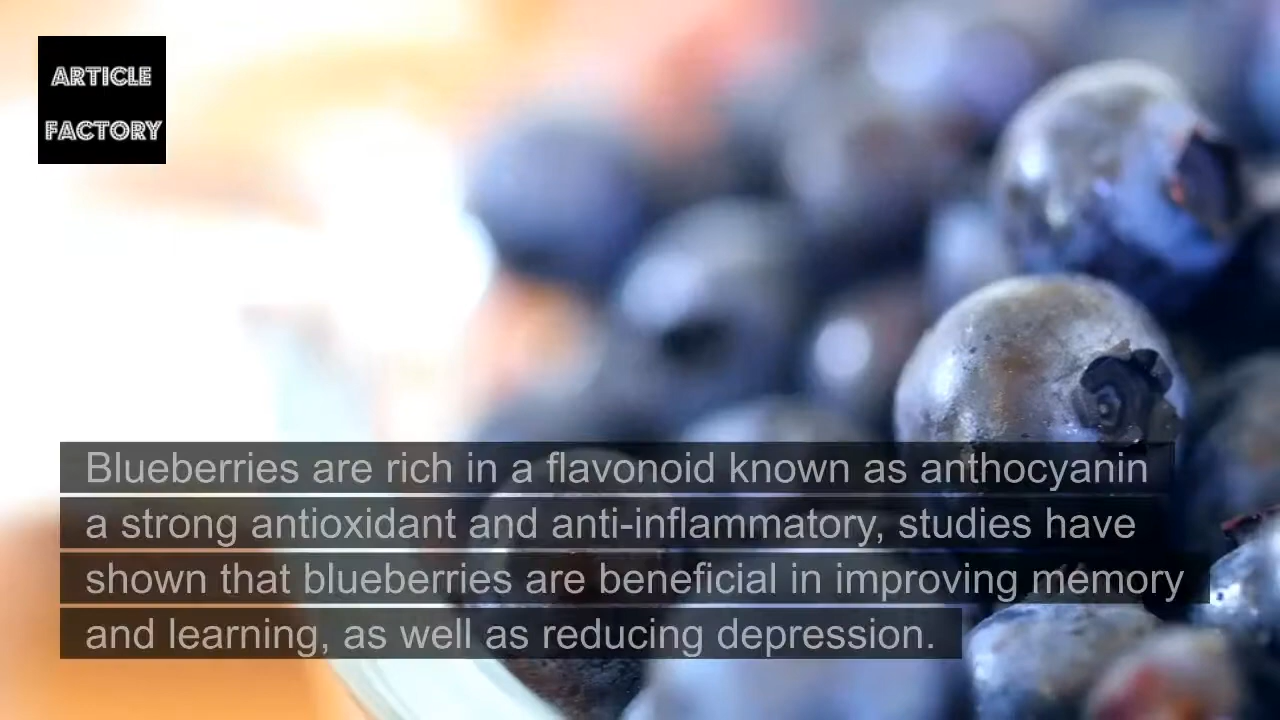 ARTICLE
FACTORY
Blueberries are rich in a flavonoid known as anthocyanin
a strong antioxidant and anti-inflammatory, studies have
shown that blueberries are beneficial in improving memory
and learning, as well as reducing depression.